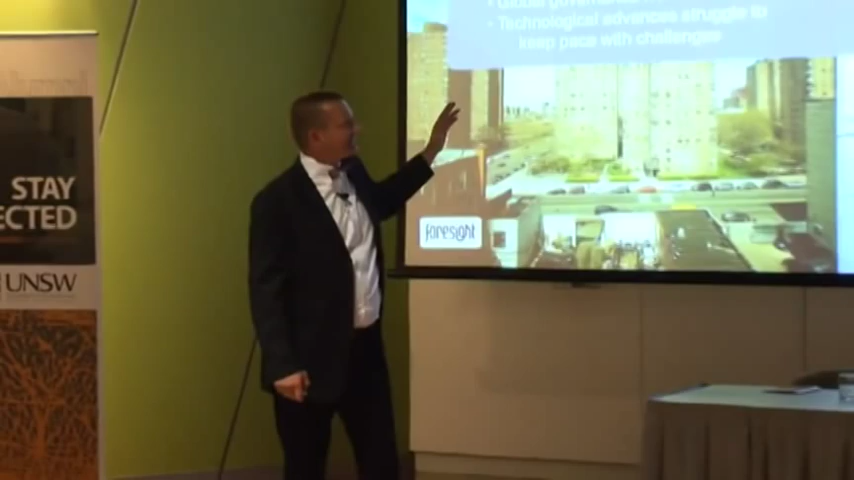 • Technological advances struggle to
keep pace with challenges
foresight
STAY
ECTED
UNSW